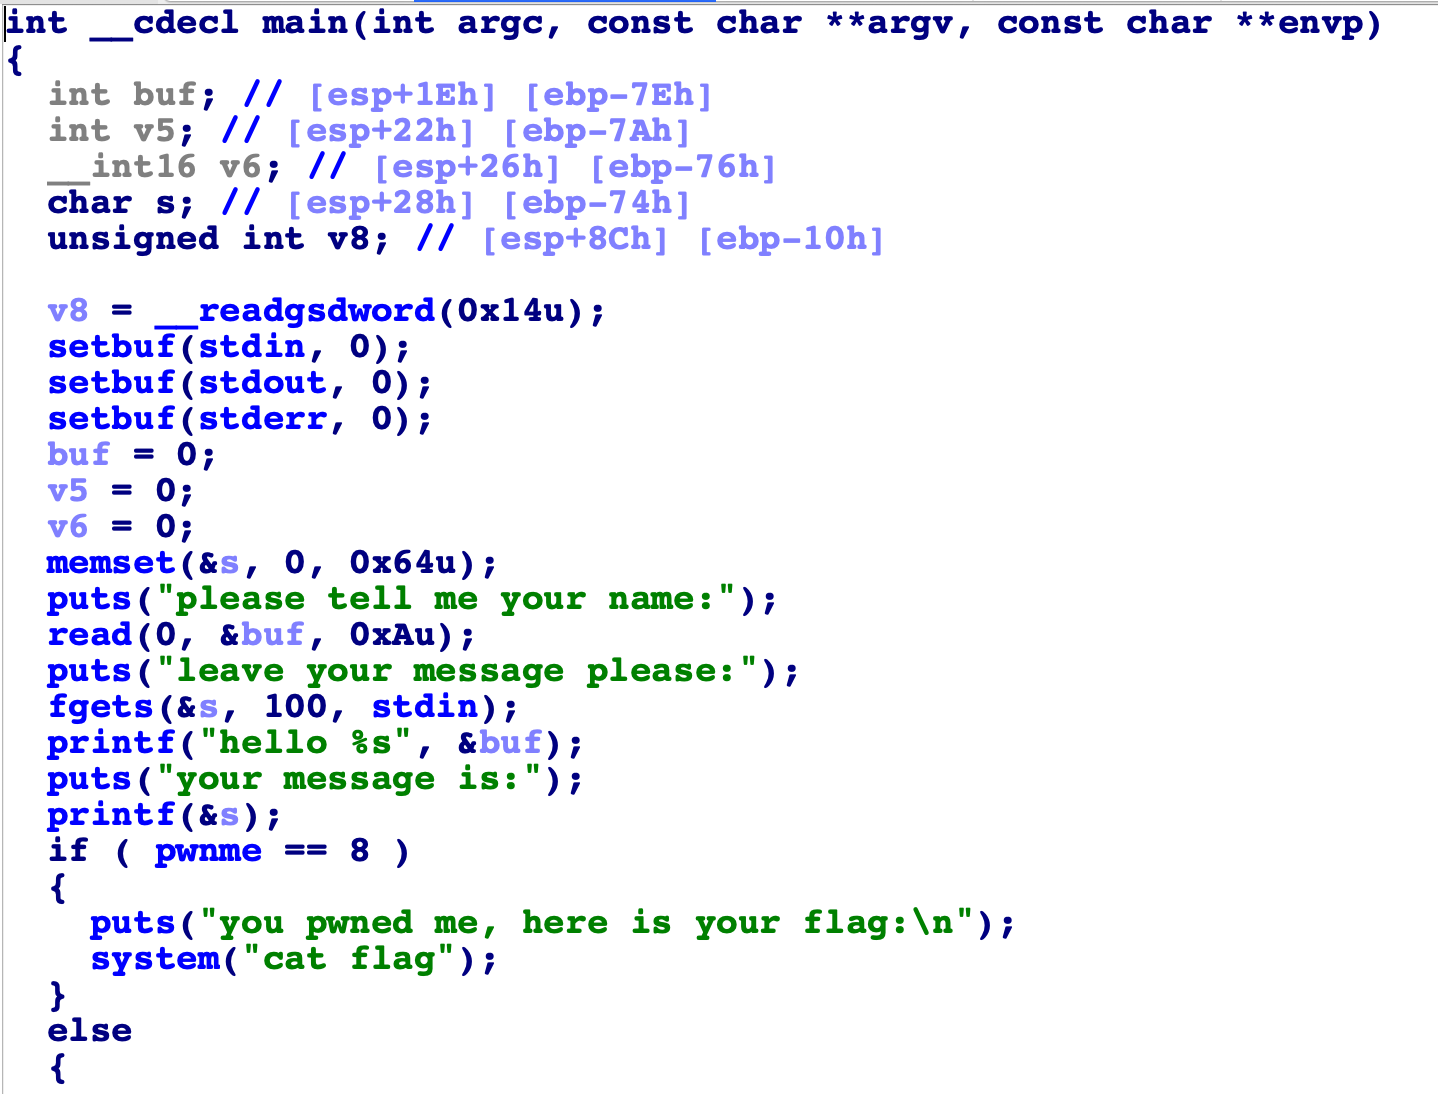 int __cdecl main(int argc, const char **argv, const char **envp)
{
  int buf; // [esp+1Eh] [ebp-7Eh]
  int v5; // [esp+22h] [ebp-7Ah]
  __int16 v6; // [esp+26h] [ebp-76h]
  char s; // [esp+28h] [ebp-74h]
  unsigned int v8; // [esp+8Ch] [ebp-10h]

  v8 = __readgsdword(0x14u);
  setbuf(stdin, 0);
  setbuf(stdout, 0);
  setbuf(stderr, 0);
  buf = 0;
  v5 = 0;
  v6 = 0;
  memset(&s, 0, 0x64u);
  puts("please tell me your name:");
  read(0, &buf, 0xAu);
  puts("leave your message please:");
  fgets(&s, 100, stdin);
  printf("hello %s", &buf);
  puts("your message is:");
  printf(&s);
  if ( pwnme == 8 )
  {
    puts("you pwned me, here is your flag:\n");
    system("cat flag");
  }
  else
  {